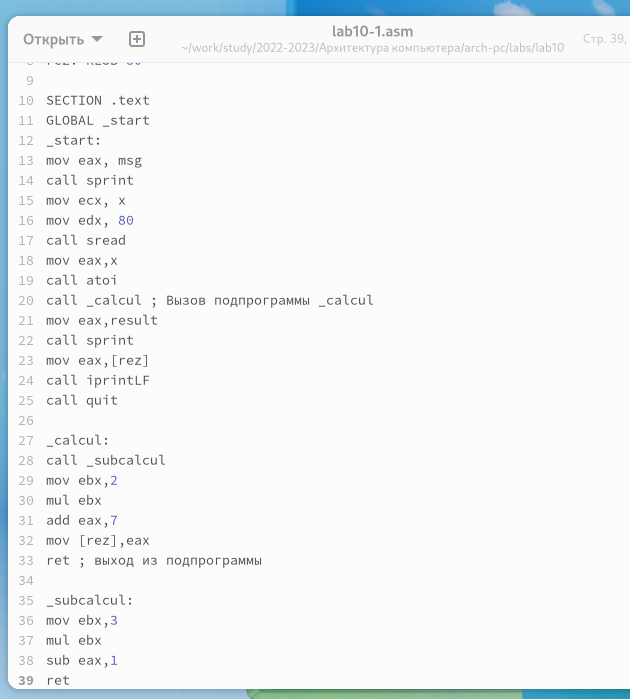 Открыть
lab10-1.asm
~/work/study/2022-2023/Архитектура компьютера/arch-pc/labs/lab10
Стр. 39,
9
10 SECTION .text
11 GLOBAL _start
12 _start:
13 mov eax, msg
14 call sprint
15 mov ecx, x
16 mov edx, 80
17 call sread
18 mov eax,x
19 call atoi
20 call _calcul ; Вызов подпрограммы _calcul
21 mov eax,result
22 call sprint
23 mov eax,[rez]
24 call iprintLF
25 call quit
26
27 _calcul:
28 call _subcalcul
29 mov ebx,2
30 mul ebx
31 add eax,7
32 mov [rez],eax
33 ret ; выход из подпрограммы
34
35 _subcalcul:
36 mov ebx,3
37 mul ebx
38 sub eax,1
39 ret